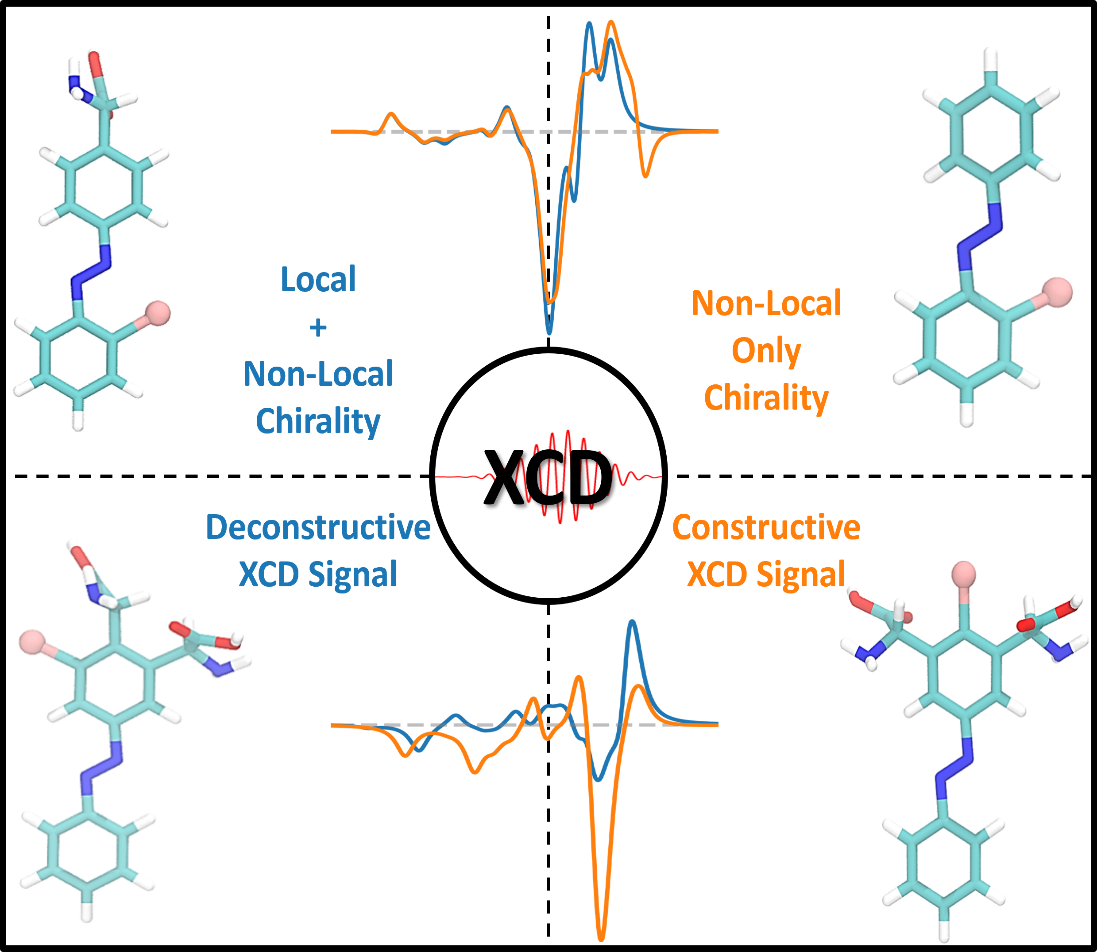 Local
+
Non-Local
Chirality
Non-Local
Only
Chirality
XCD
Deconstructive
XCD Signal
Constructive
XCD Signal